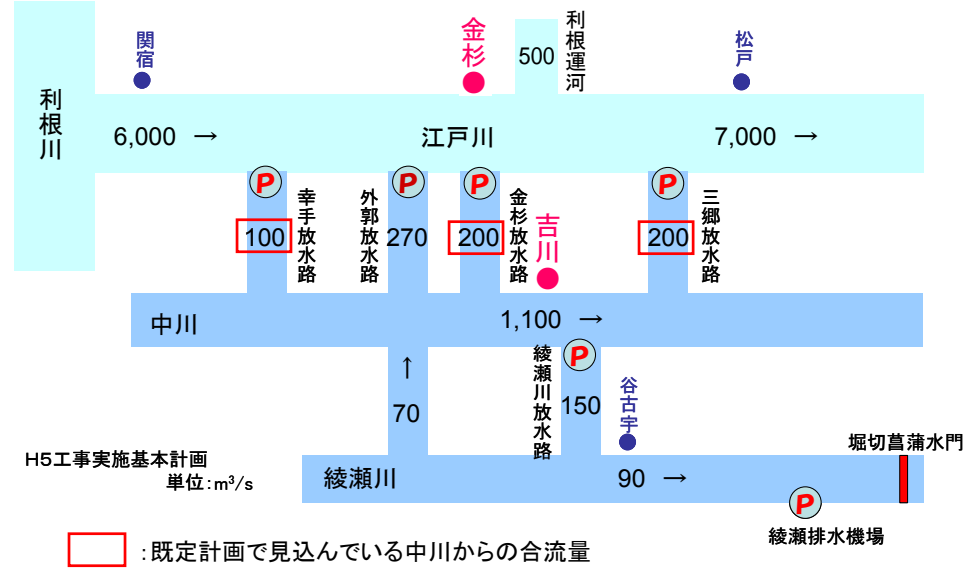 関宿
金杉
500
利根運河
松戸
利根川
6,000 →
江戸川
7,000 →
P
P
P
P
100
幸手放水路
外郭放水路
270
200
金杉放水路
吉川
200
三郷放水路
中川
1,100 →
↑
70
綾瀬川放水路
P
150
谷古宇
堀切菖蒲水門
H5工事実施基本計画
単位:m³/s
綾瀬川
90 →
P
綾瀬排水機場
:既定計画で見込んでいる中川からの合流量